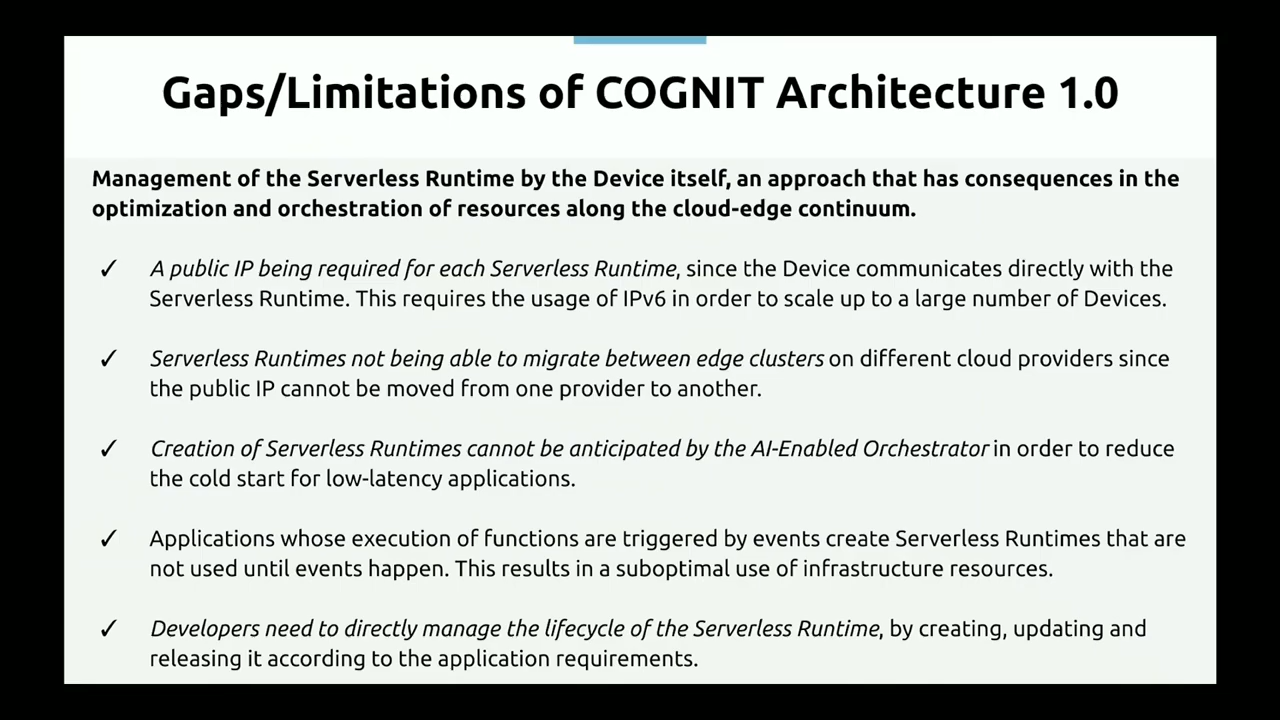 Gaps/Limitations of COGNIT Architecture 1.0
Management of the Serverless Runtime by the Device itself, an approach that has consequences in the
optimization and orchestration of resources along the cloud-edge continuum.
✓ A public IP being required for each Serverless Runtime, since the Device communicates directly with the
Serverless Runtime. This requires the usage of IPv6 in order to scale up to a large number of Devices.
✓ Serverless Runtimes not being able to migrate between edge clusters on different cloud providers since
the public IP cannot be moved from one provider to another.
✓ Creation of Serverless Runtimes cannot be anticipated by the AI-Enabled Orchestrator in order to reduce
the cold start for low-latency applications.
✓ Applications whose execution of functions are triggered by events create Serverless Runtimes that are
not used until events happen. This results in a suboptimal use of infrastructure resources.
✓ Developers need to directly manage the lifecycle of the Serverless Runtime, by creating, updating and
releasing it according to the application requirements.